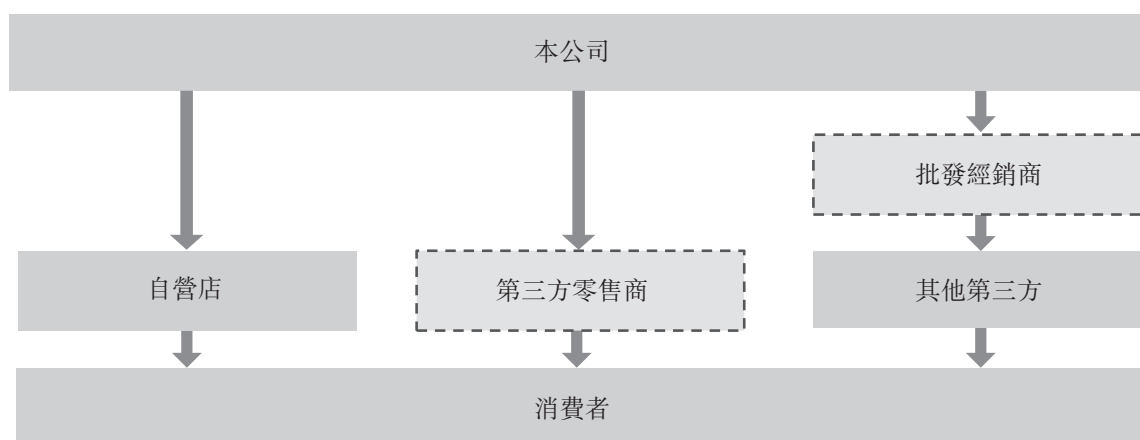 本公司
批發經銷商
自營店
第三方零售商
其他第三方
消費者